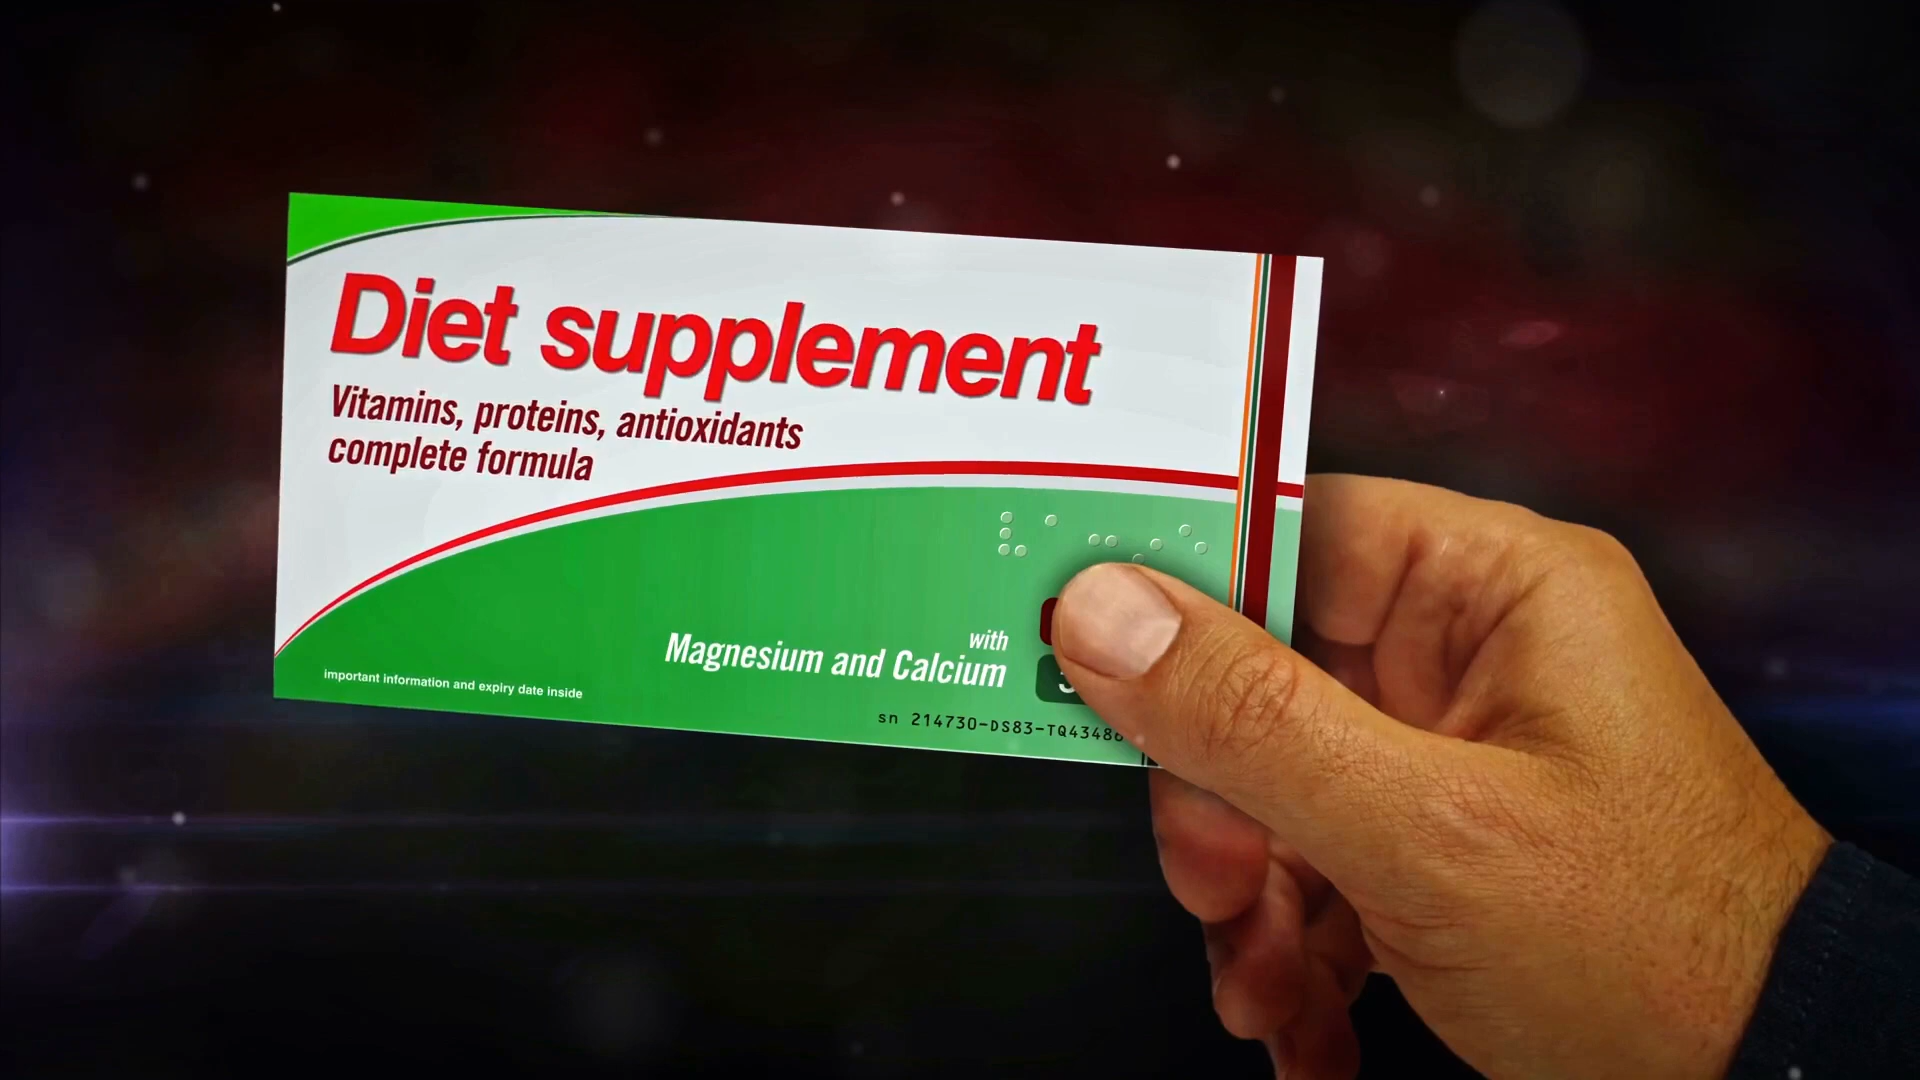 Diet supplement
Vitamins, proteins, antioxidants
complete formula
with
Magnesium and Calcium
important information and expiry date inside
sn 214730-DS83-TQ43486